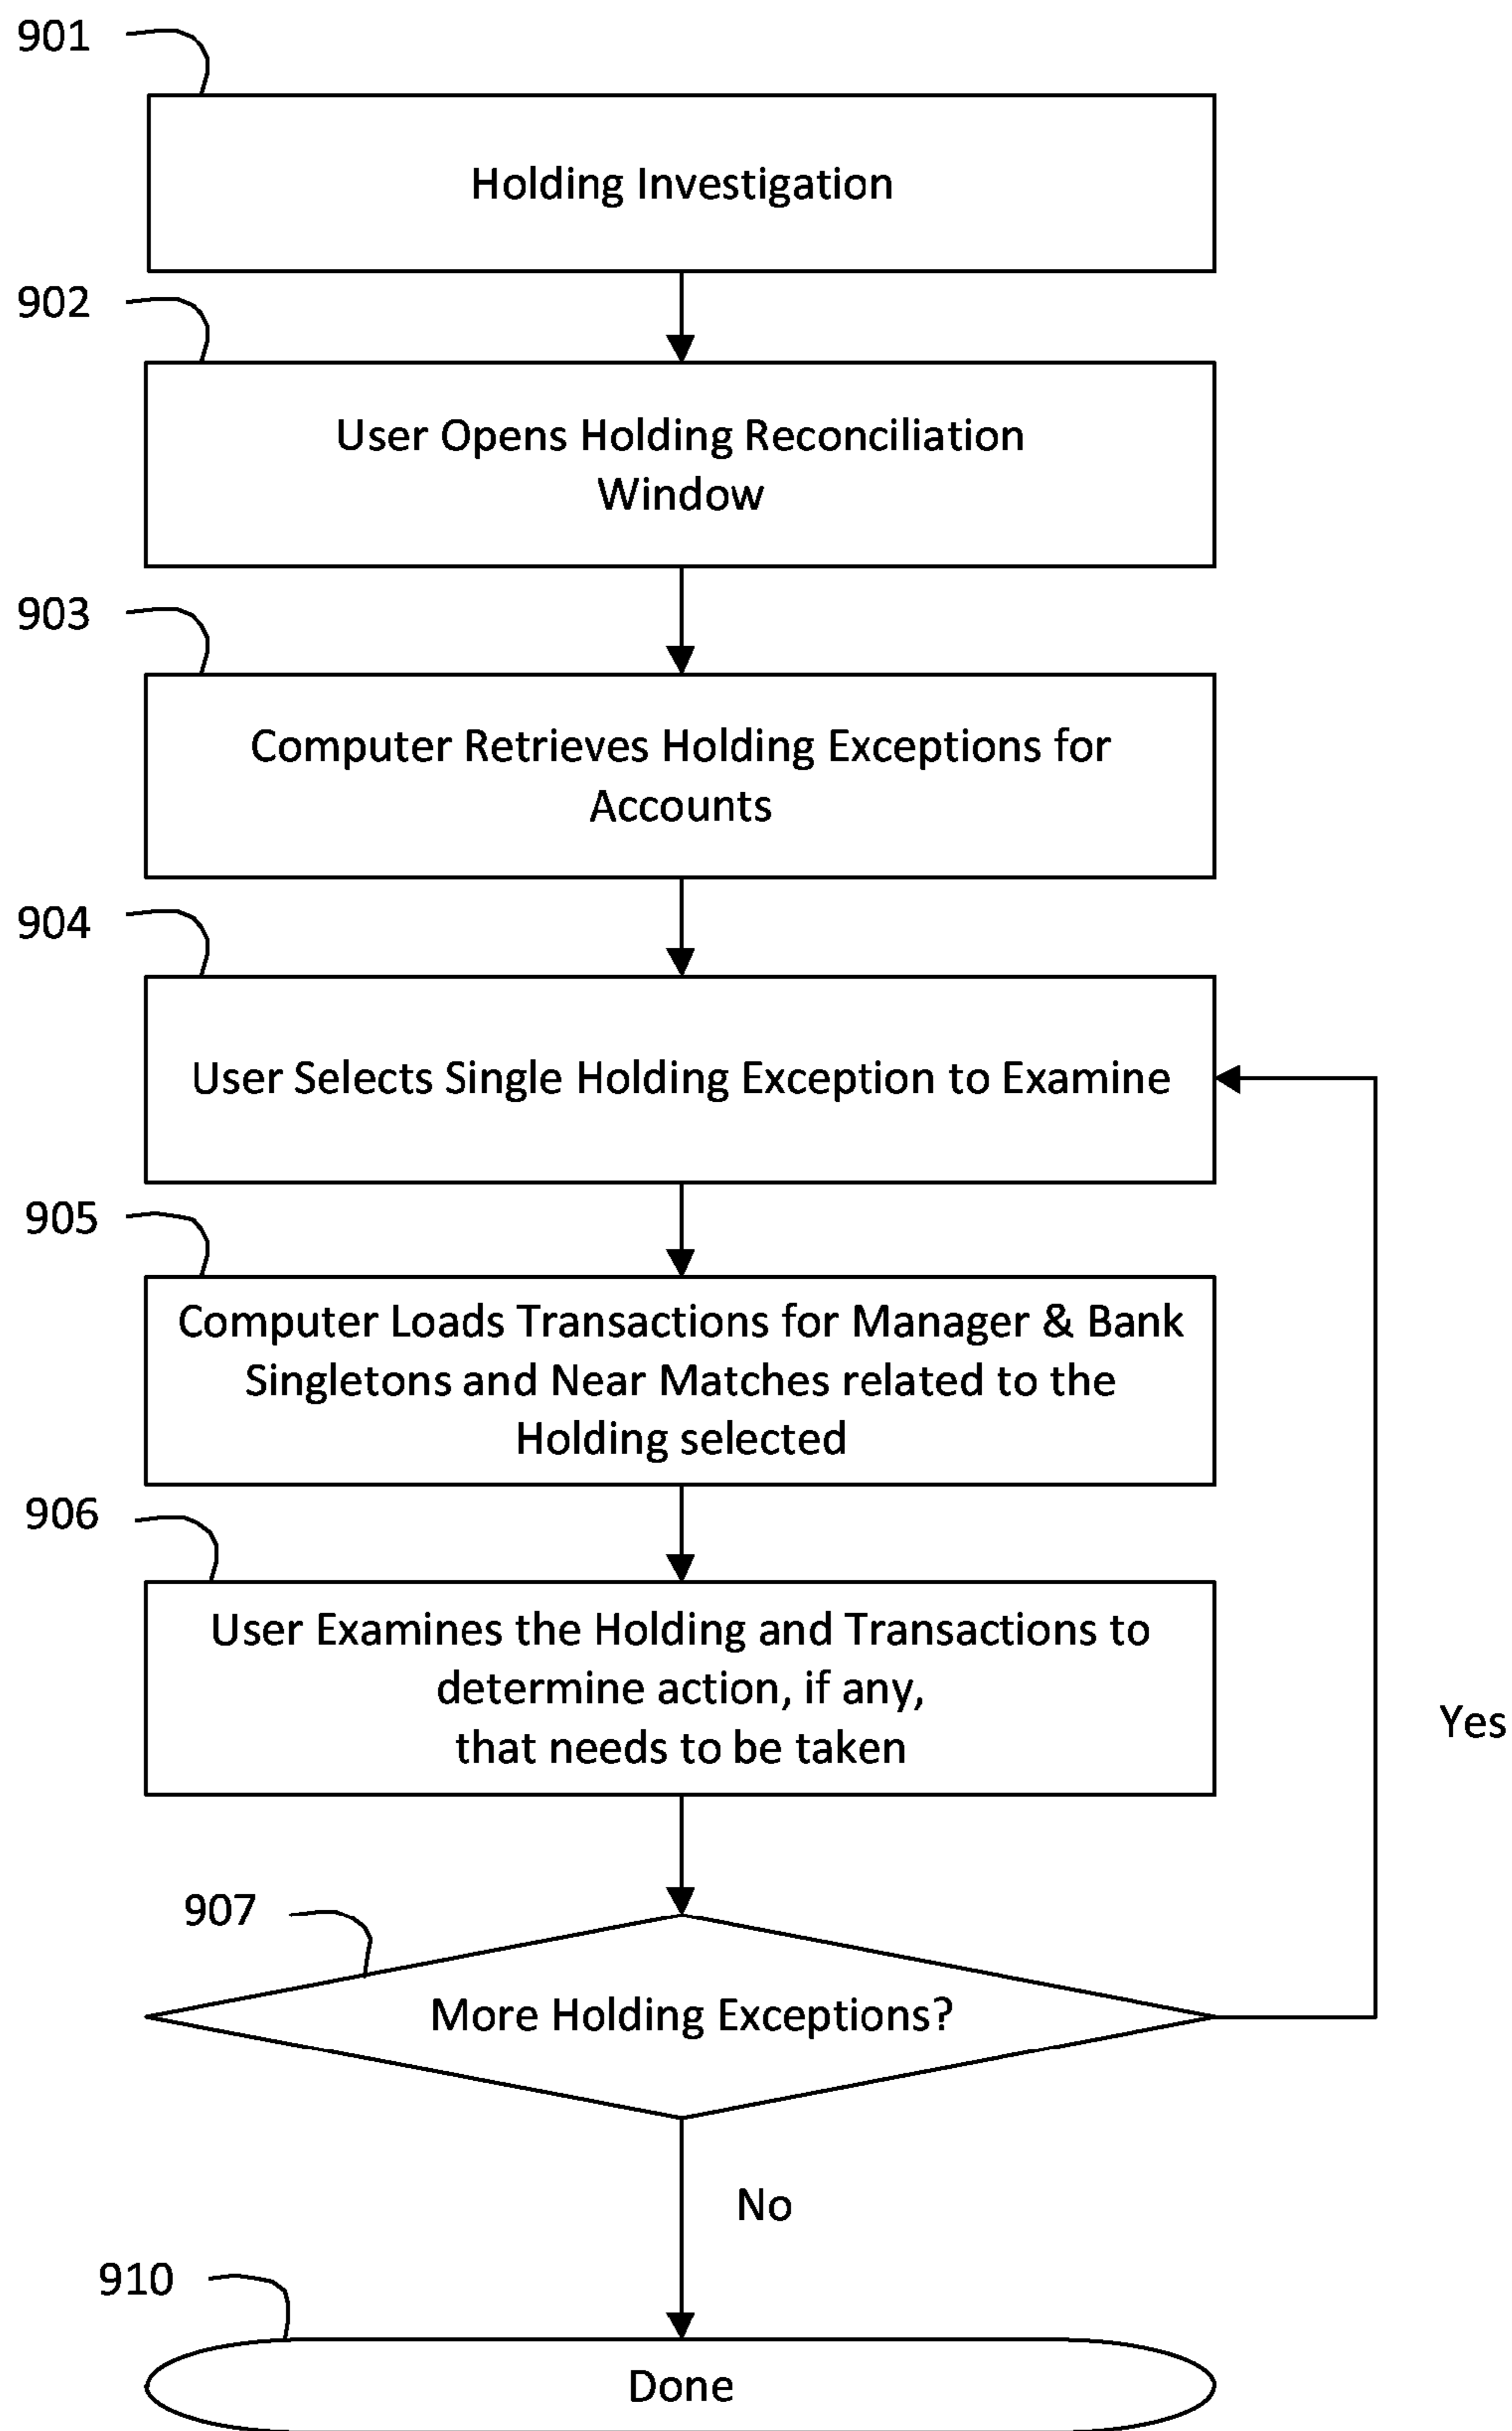 901
Holding Investigation
902
User Opens Holding Reconciliation
Window
903
Computer Retrieves Holding Exceptions for
Accounts
904
User Selects Single Holding Exception to Examine
905
Computer Loads Transactions for Manager & Bank
Singletons and Near Matches related to the
Holding selected
906
User Examines the Holding and Transactions to
determine action, if any,
that needs to be taken
Yes
907
More Holding Exceptions?
No
910
Done